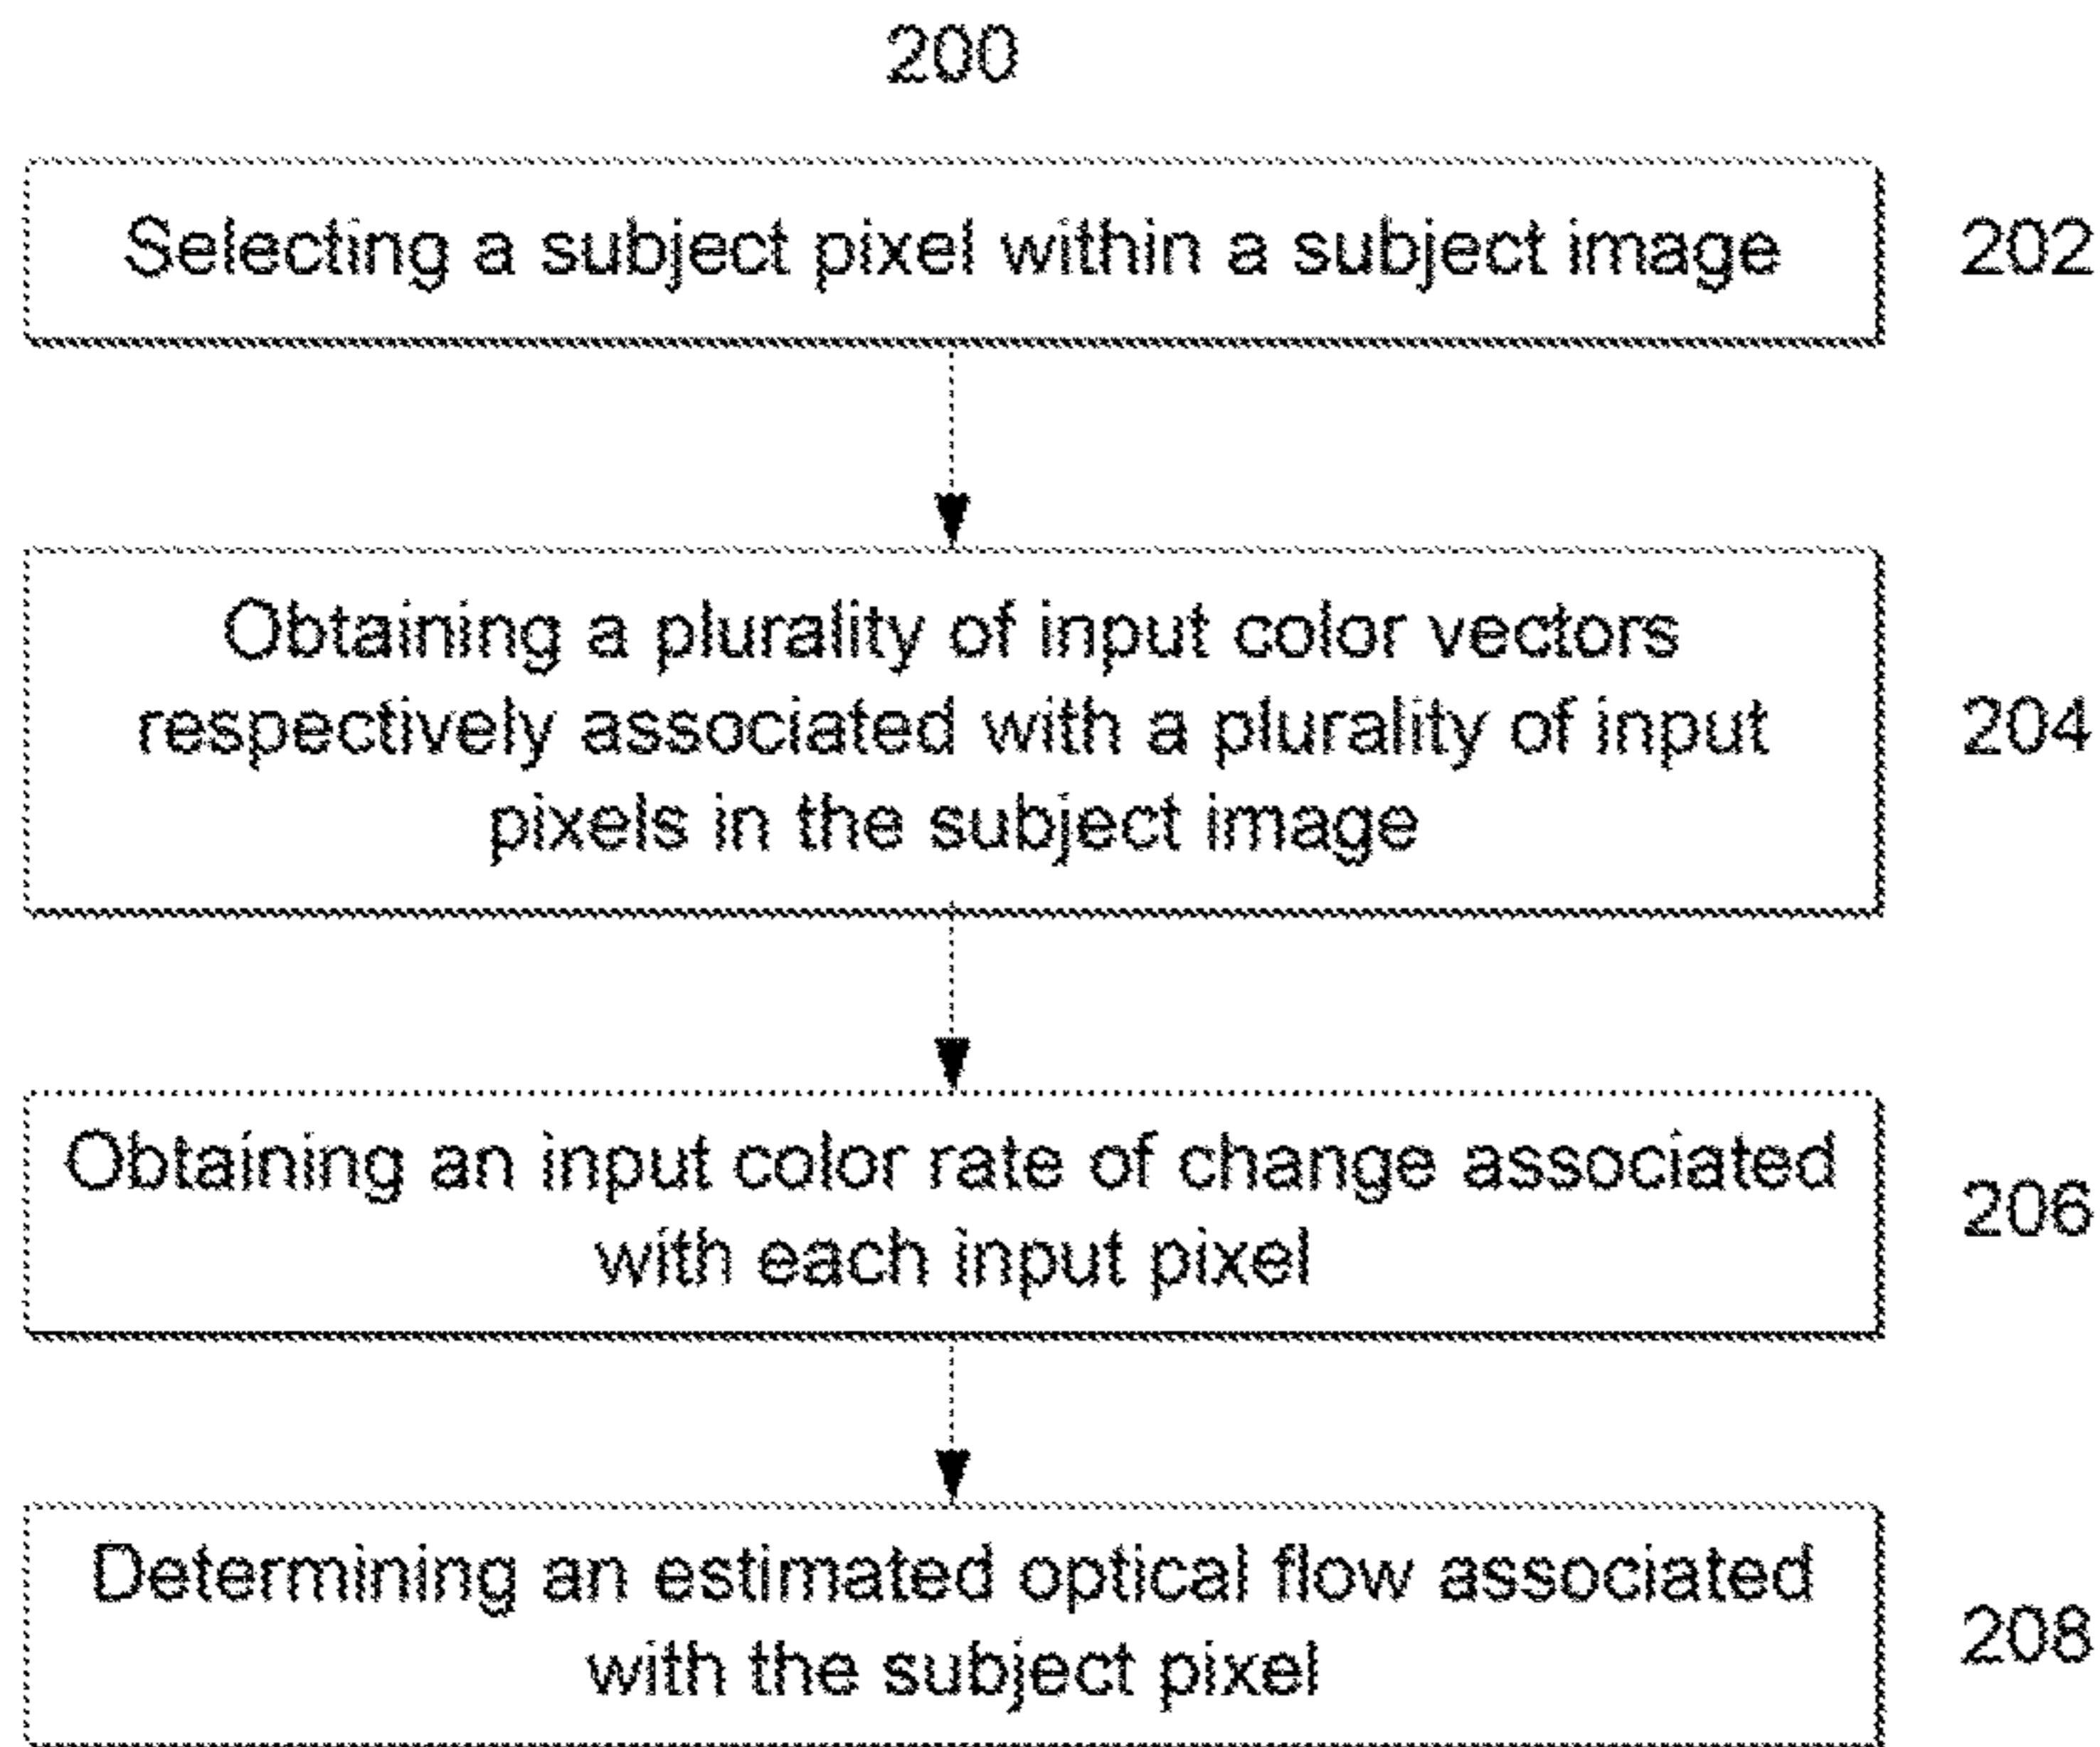 200
Selecting a subject pixel within a subject image
202
Obtaining a plurality of input color vectors
respectively associated with a plurality of input
pixels in the subject image
204
Obtaining an input color rate of change associated
with each input pixel
206
Determining an estimated optical flow associated
with the subject pixel
208